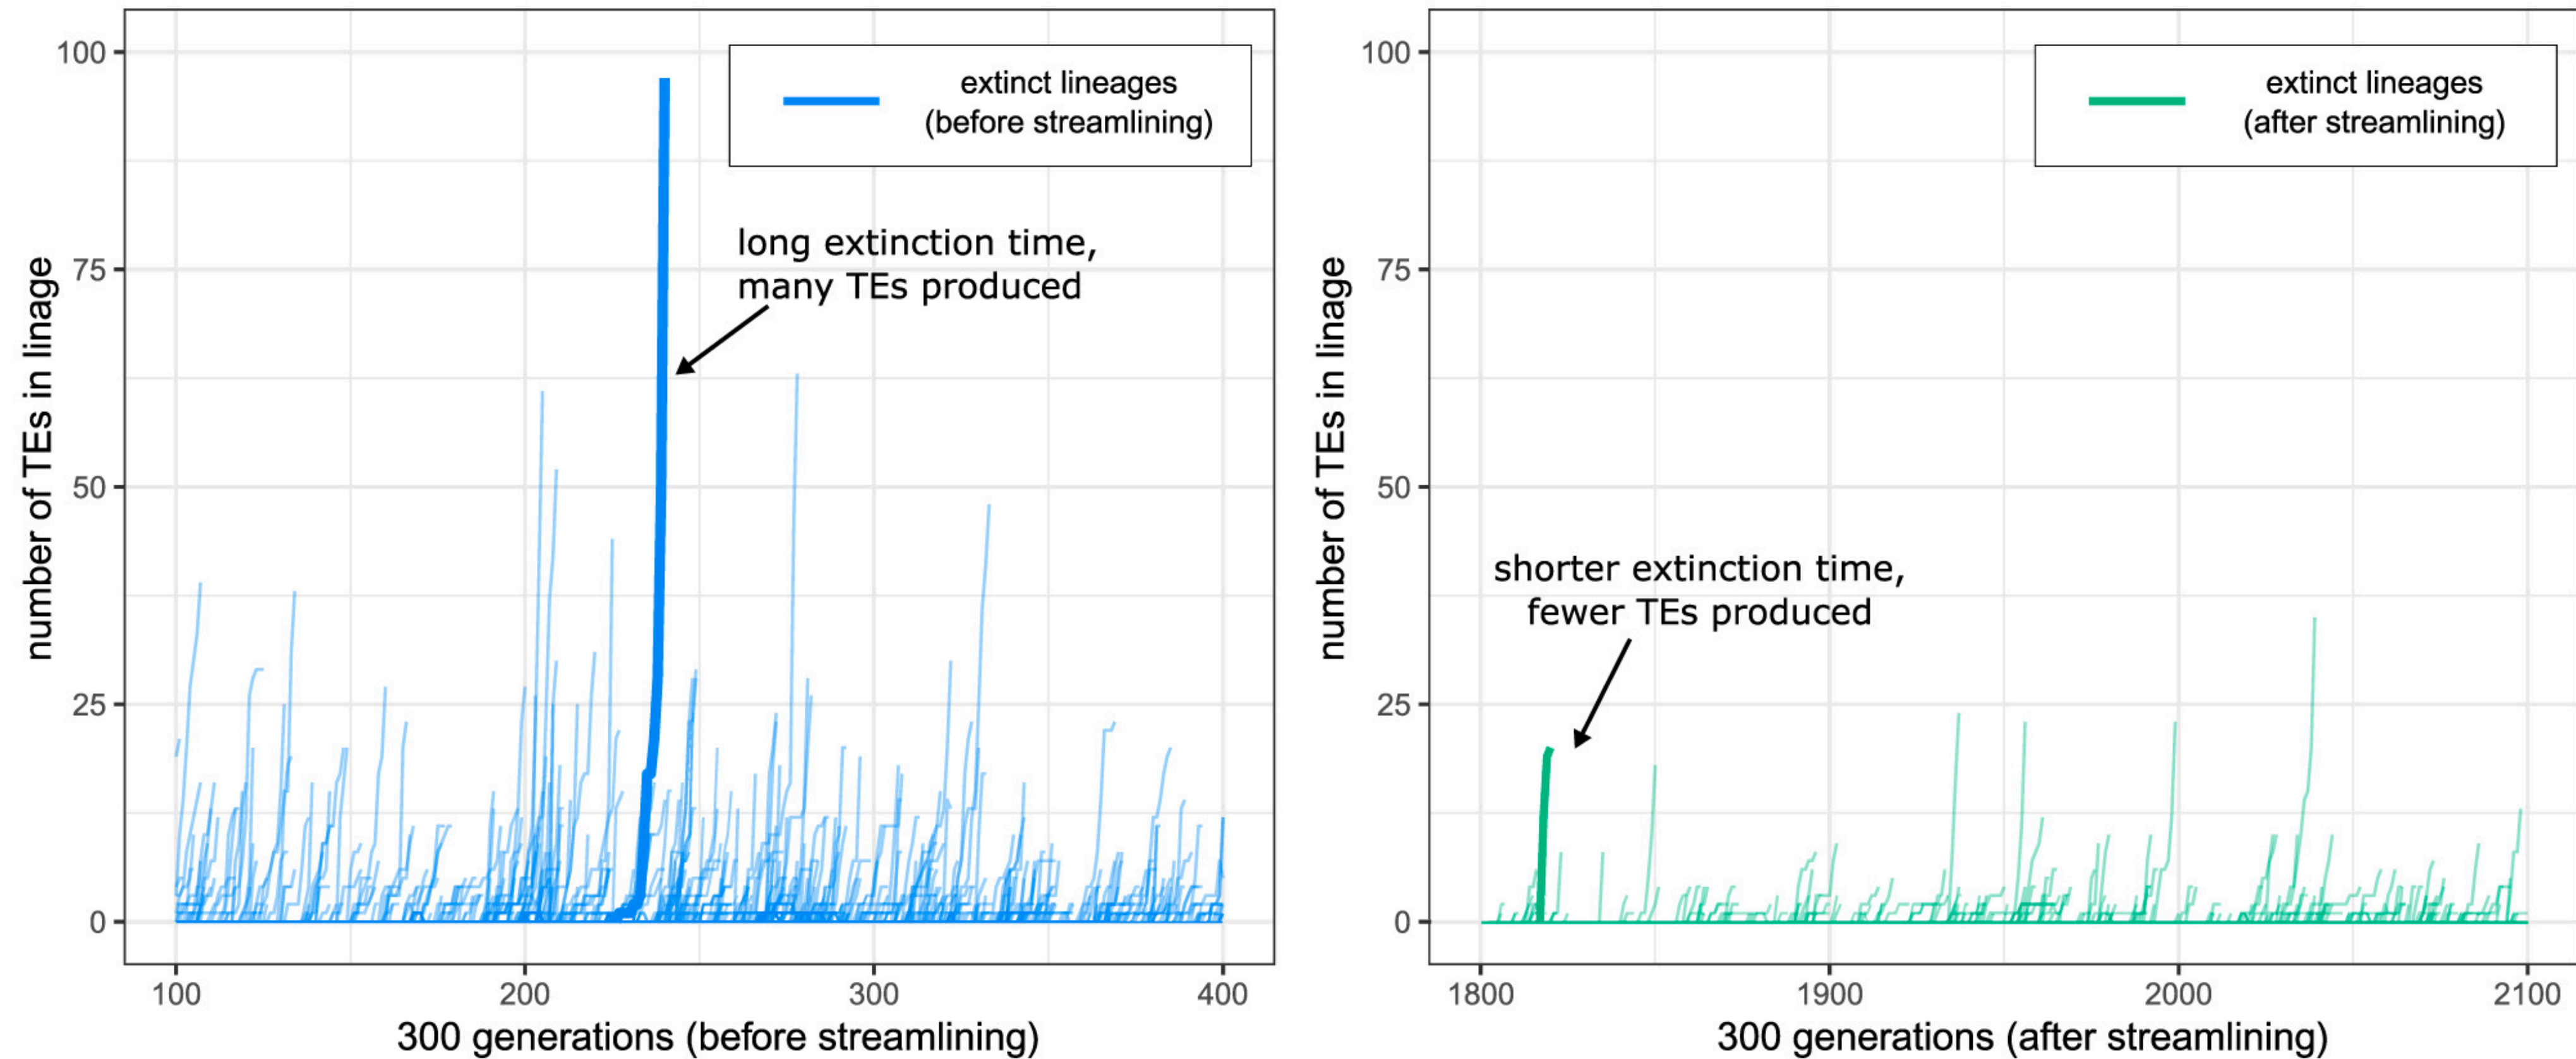 number of TEs in linage
100
75
50
25
0
extinct lineages
(before streamlining)
long extinction time,
many TEs produced
100
200
300
400
300 generations (before streamlining)
number of TEs in linage
100
75
50
25
0
extinct lineages
(after streamlining)
shorter extinction time,
fewer TEs produced
1800
1900
2000
2100
300 generations (after streamlining)